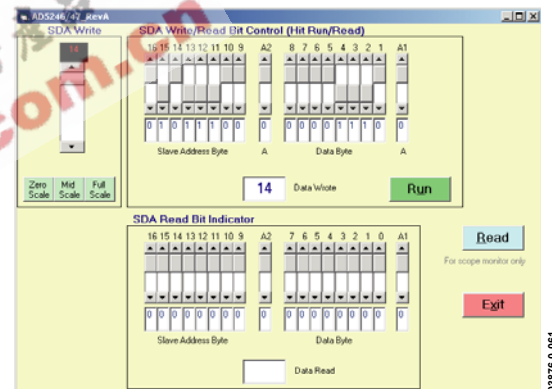 AD5246/47_RevA
SDA Write
SDA Write/Read Bit Control (Hit Run/Read)
14
16 15 14 13 12 11 10 9 A2 8 7 6 5 4 3 2 1 A1
0 1 0 1 1 1 0 0 0 0 0 0 0 1 1 1 0 0
Slave Address Byte A Data Byte A
Zero Scale
Mid Scale
Full Scale
14 Data Wrote
Run
SDA Read Bit Indicator
16 15 14 13 12 11 10 9 A2 7 6 5 4 3 2 1 0 A1
0 0 0 0 0 0 0 0 0 0 0 0 0 0 0 0 0 0
Slave Address Byte Data Byte
Data Read
Read
For scope monitor only
Exit
com.cn